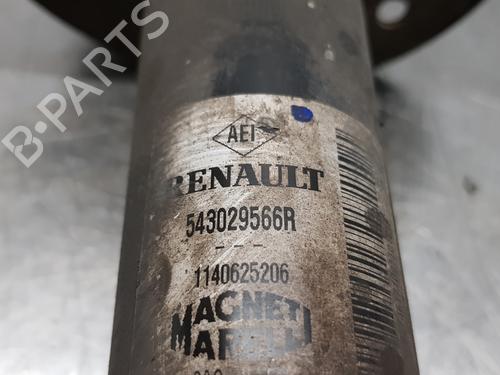 B-PARTS
AEI
RENAULT
543029566R
- - -
1140625206
MAGNETI
MARELLI